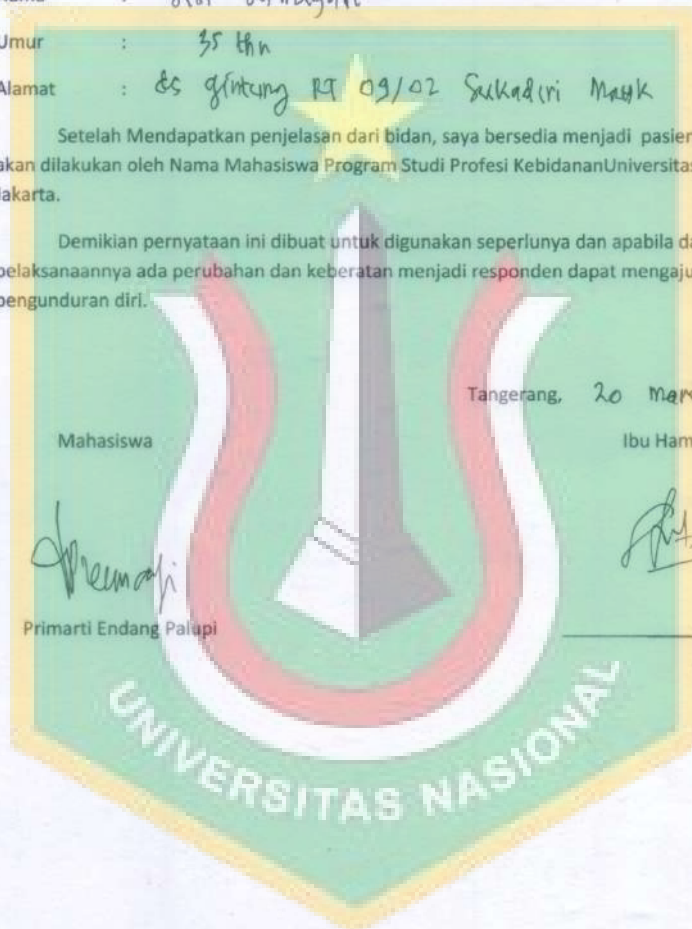 Umur : 35 thn
Alamat : ds gintung RT 09/02 Sukadiri Mauk
Setelah Mendapatkan penjelasan dari bidan, saya bersedia menjadi pasien
akan dilakukan oleh Nama Mahasiswa Program Studi Profesi KebidananUniversitas
Jakarta.
Demikian pernyataan ini dibuat untuk digunakan seperlunya dan apabila da
pelaksanaannya ada perubahan dan keberatan menjadi responden dapat mengaju
pengunduran diri.
Tangerang, 20 Mar
Mahasiswa Ibu Ham
Primarti Endang Palupi
UNIVERSITAS NASIONAL